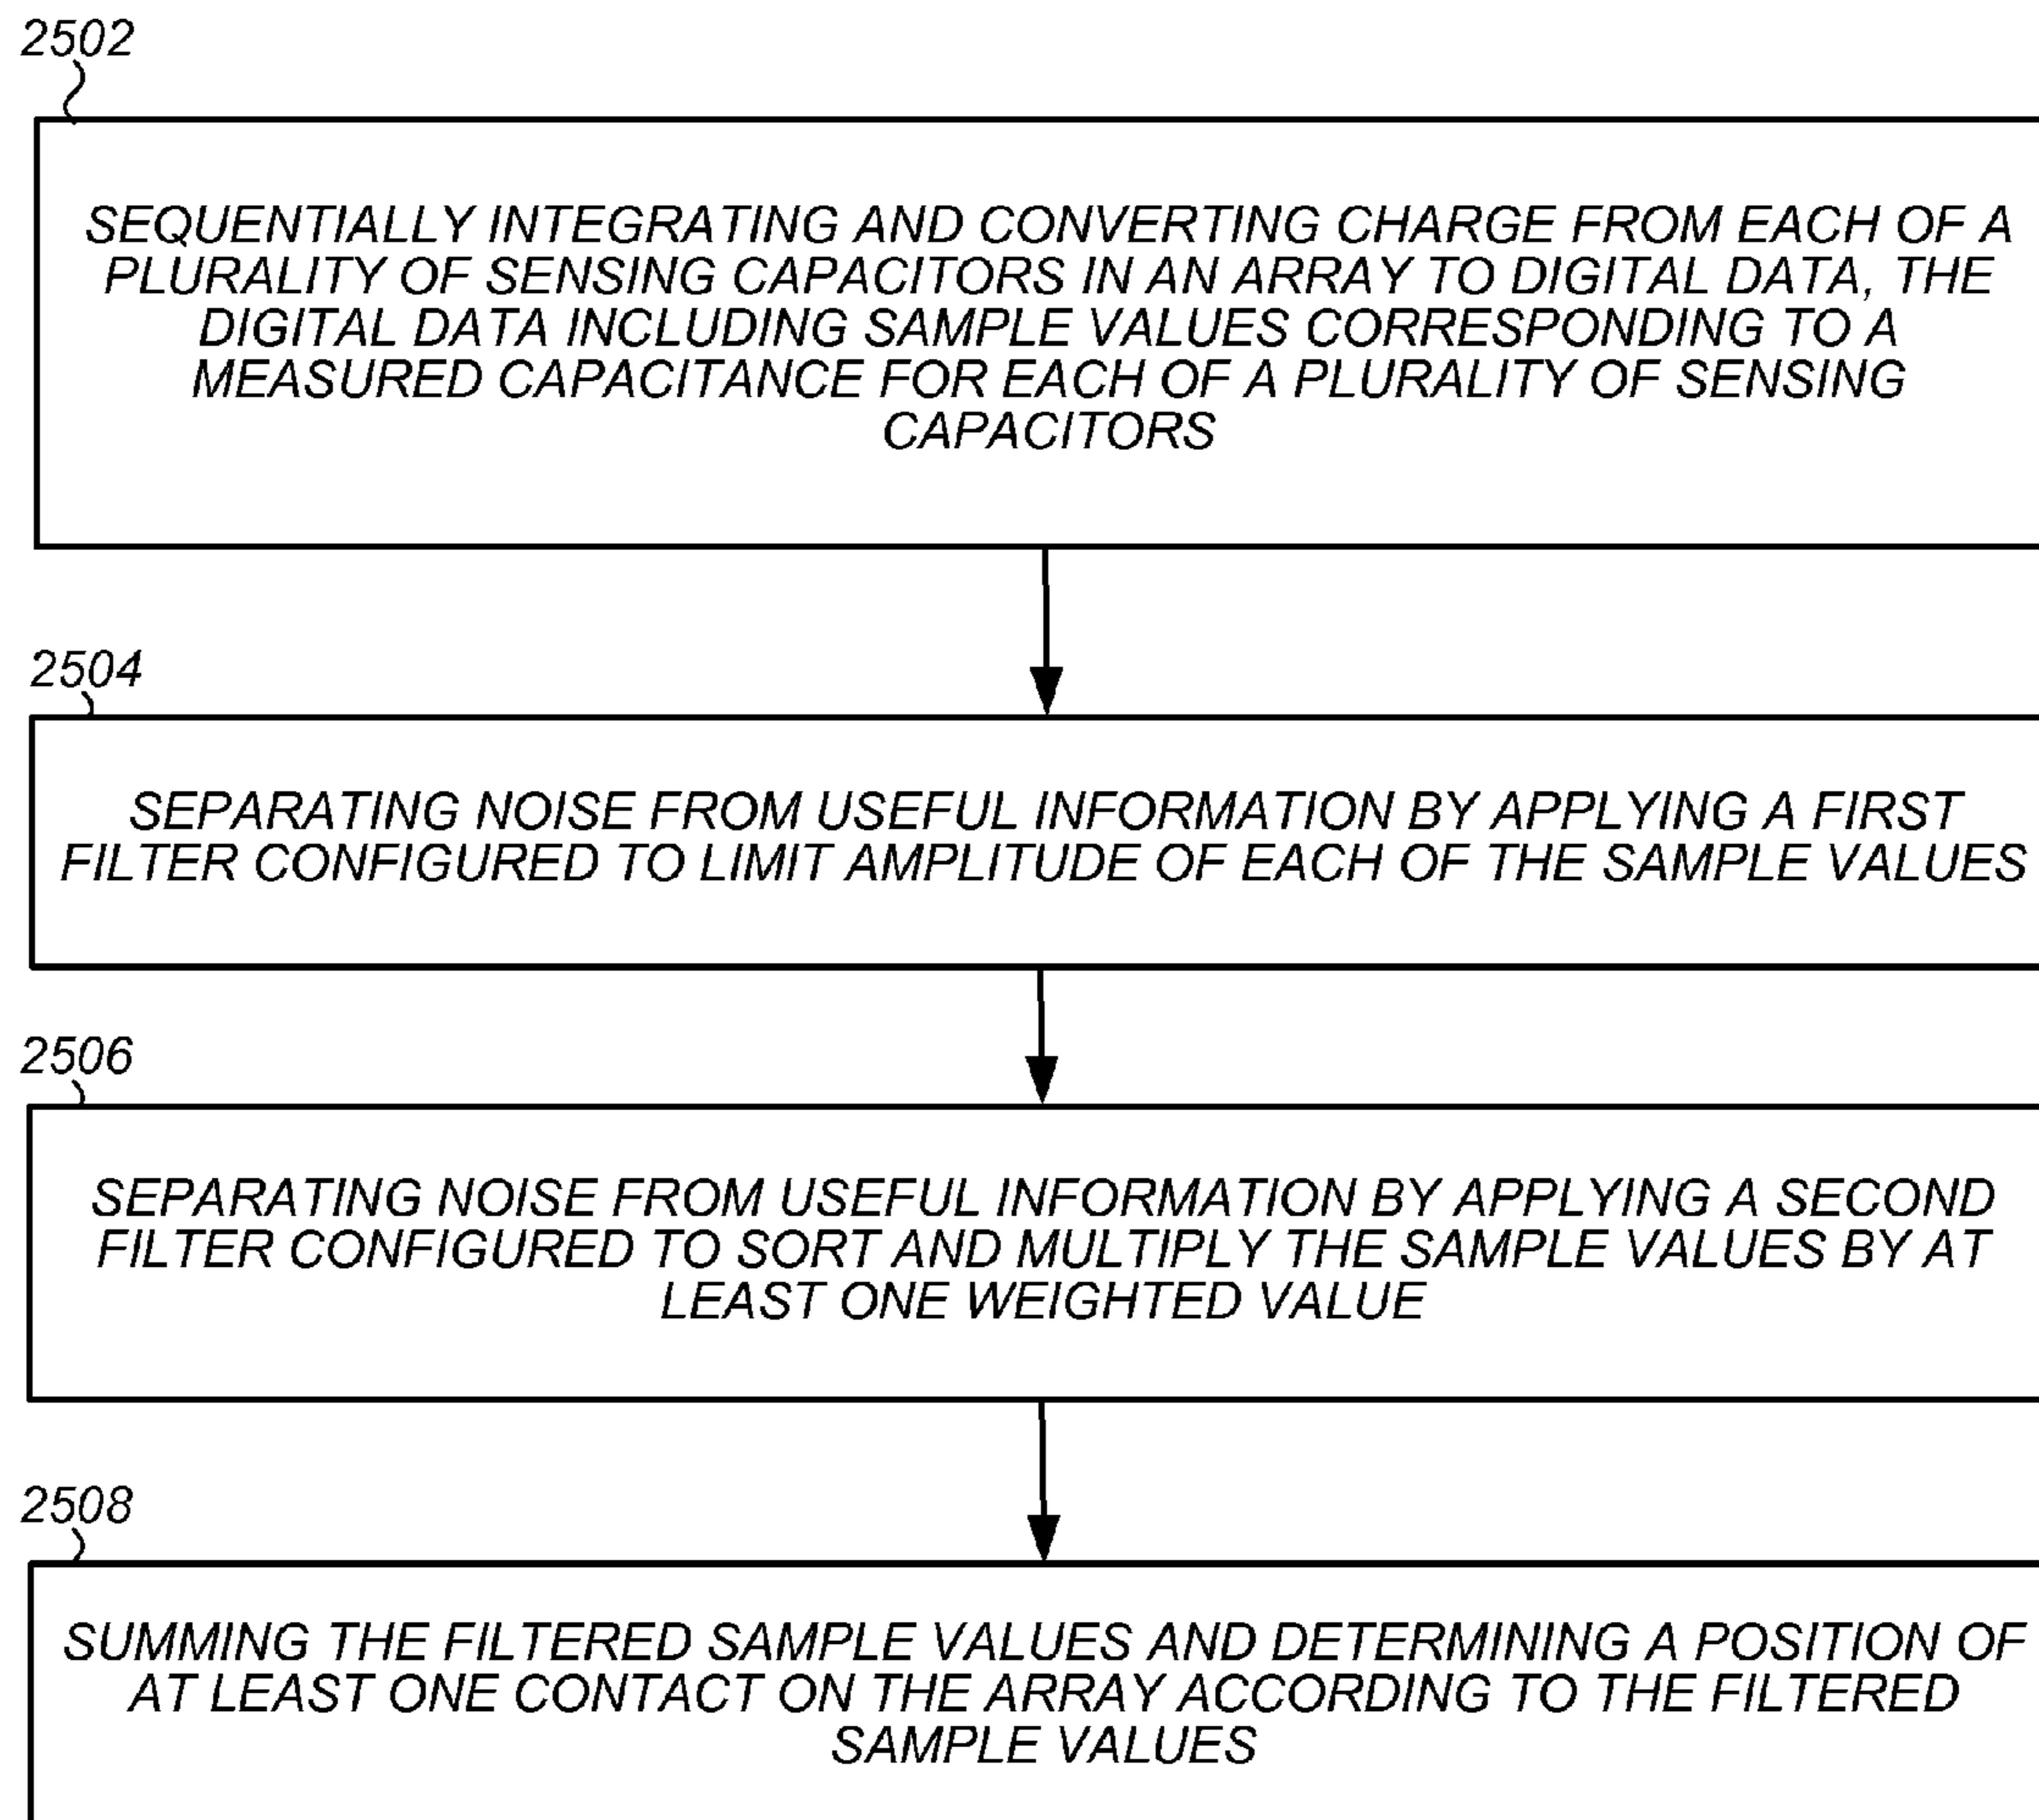 2502
SEQUENTIALLY INTEGRATING AND CONVERTING CHARGE FROM EACH OF A
PLURALITY OF SENSING CAPACITORS IN AN ARRAY TO DIGITAL DATA, THE
DIGITAL DATA INCLUDING SAMPLE VALUES CORRESPONDING TO A
MEASURED CAPACITANCE FOR EACH OF A PLURALITY OF SENSING
CAPACITORS
2504
SEPARATING NOISE FROM USEFUL INFORMATION BY APPLYING A FIRST
FILTER CONFIGURED TO LIMIT AMPLITUDE OF EACH OF THE SAMPLE VALUES
2506
SEPARATING NOISE FROM USEFUL INFORMATION BY APPLYING A SECOND
FILTER CONFIGURED TO SORT AND MULTIPLY THE SAMPLE VALUES BY AT
LEAST ONE WEIGHTED VALUE
2508
SUMMING THE FILTERED SAMPLE VALUES AND DETERMINING A POSITION OF
AT LEAST ONE CONTACT ON THE ARRAY ACCORDING TO THE FILTERED
SAMPLE VALUES